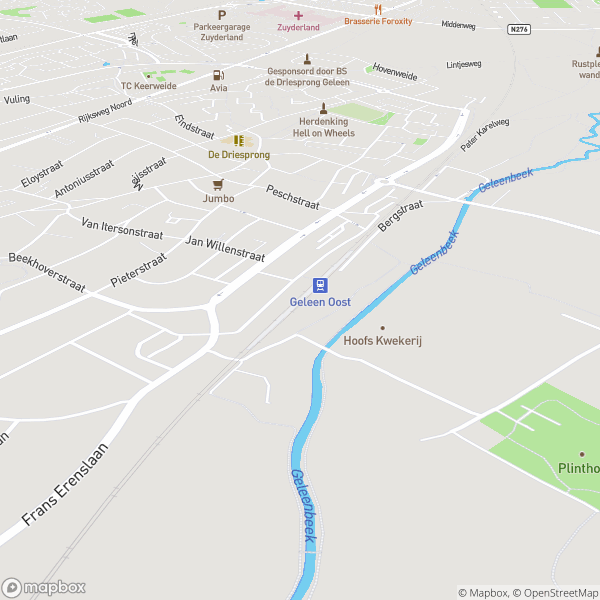 P
Parkeergarage
Zuyderland
Zuyderland
Brasserie Foroxity
Middenweg
N276
TC Keerweide
Avia
Gesponsord door BS
de Driesprong Geleen
Hovenweide
Lintjesweg
Vuling
Rijksweg Noord
Eindstraat
Herdenking
Hell on Wheels
Pater Karelweg
De Driesprong
Eloystraat
Antoniusstraat
Jumbo
Peschstraat
Geleenbeek
Bergstraat
Van Itersonstraat
Jan Willenstraat
Geleenbeek
Beekhoverstraat
Pieterstraat
Geleen Oost
Hoofs Kwekerij
Frans Erenslaan
Geleenbeek
Plintho
mapbox
© Mapbox, © OpenStreetMap